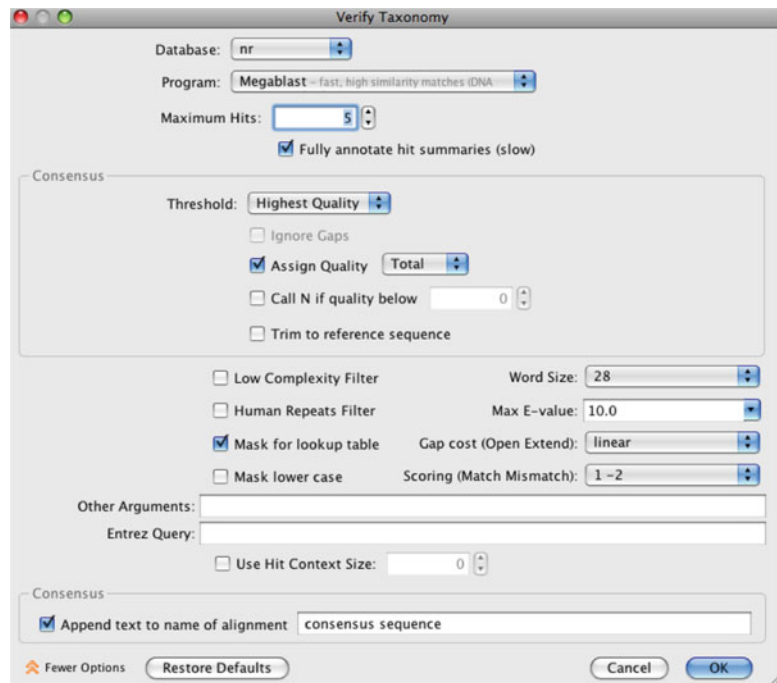 Verify Taxonomy
Database: nr
Program: Megablast - fast, high similarity matches (DNA
Maximum Hits: 5
Fully annotate hit summaries (slow)
Consensus
Threshold: Highest Quality
Ignore Gaps
Assign Quality Total
Call N if quality below 0
Trim to reference sequence
Low Complexity Filter Word Size: 28
Human Repeats Filter Max E-value: 10.0
Mask for lookup table Gap cost (Open Extend): linear
Mask lower case Scoring (Match Mismatch): 1 -2
Other Arguments:
Entrez Query:
Use Hit Context Size: 0
Consensus
Append text to name of alignment consensus sequence
Fewer Options Restore Defaults Cancel OK